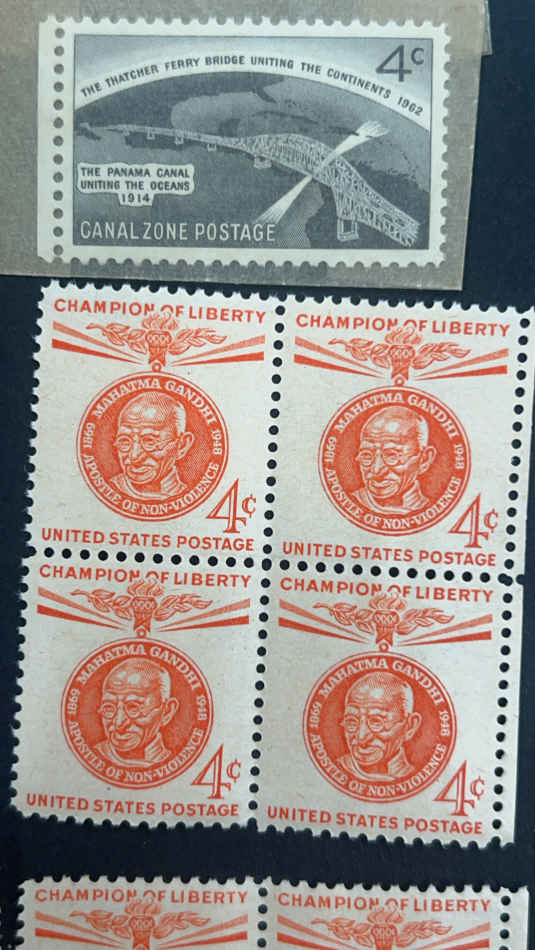 4¢
THE THATCHER FERRY BRIDGE UNITING THE CONTINENTS 1962
THE PANAMA CANAL
UNITING THE OCEANS
1914
CANAL ZONE POSTAGE
CHAMPION OF LIBERTY
1869 MAHATMA GANDHI 1948
APOSTLE OF NON-VIOLENCE
4¢
UNITED STATES POSTAGE
CHAMPION OF LIBERTY
1869 MAHATMA GANDHI 1948
APOSTLE OF NON-VIOLENCE
4¢
UNITED STATES POSTAGE
CHAMPION OF LIBERTY
1869 MAHATMA GANDHI 1948
APOSTLE OF NON-VIOLENCE
4¢
UNITED STATES POSTAGE
CHAMPION OF LIBERTY
1869 MAHATMA GANDHI 1948
APOSTLE OF NON-VIOLENCE
4¢
UNITED STATES POSTAGE
CHAMPION OF LIBERTY
CHAMPION OF LIBERTY